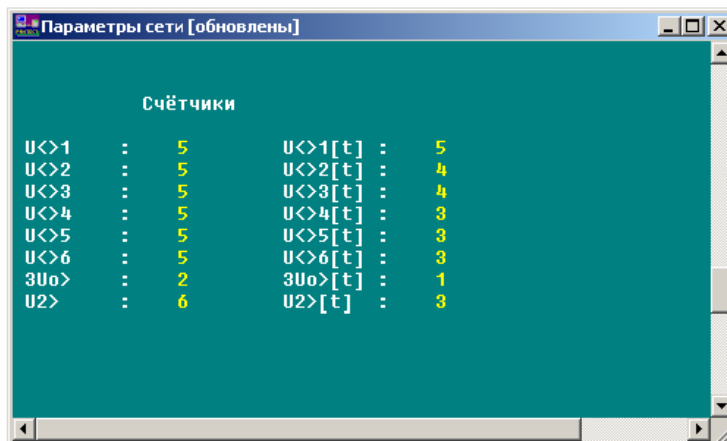 Параметры сети [обновлены]
Счётчики
U<>1 : 5 U<>1[t] : 5
U<>2 : 5 U<>2[t] : 4
U<>3 : 5 U<>3[t] : 4
U<>4 : 5 U<>4[t] : 3
U<>5 : 5 U<>5[t] : 3
U<>6 : 5 U<>6[t] : 3
3Uo> : 2 3Uo>[t] : 1
U2> : 6 U2>[t] : 3